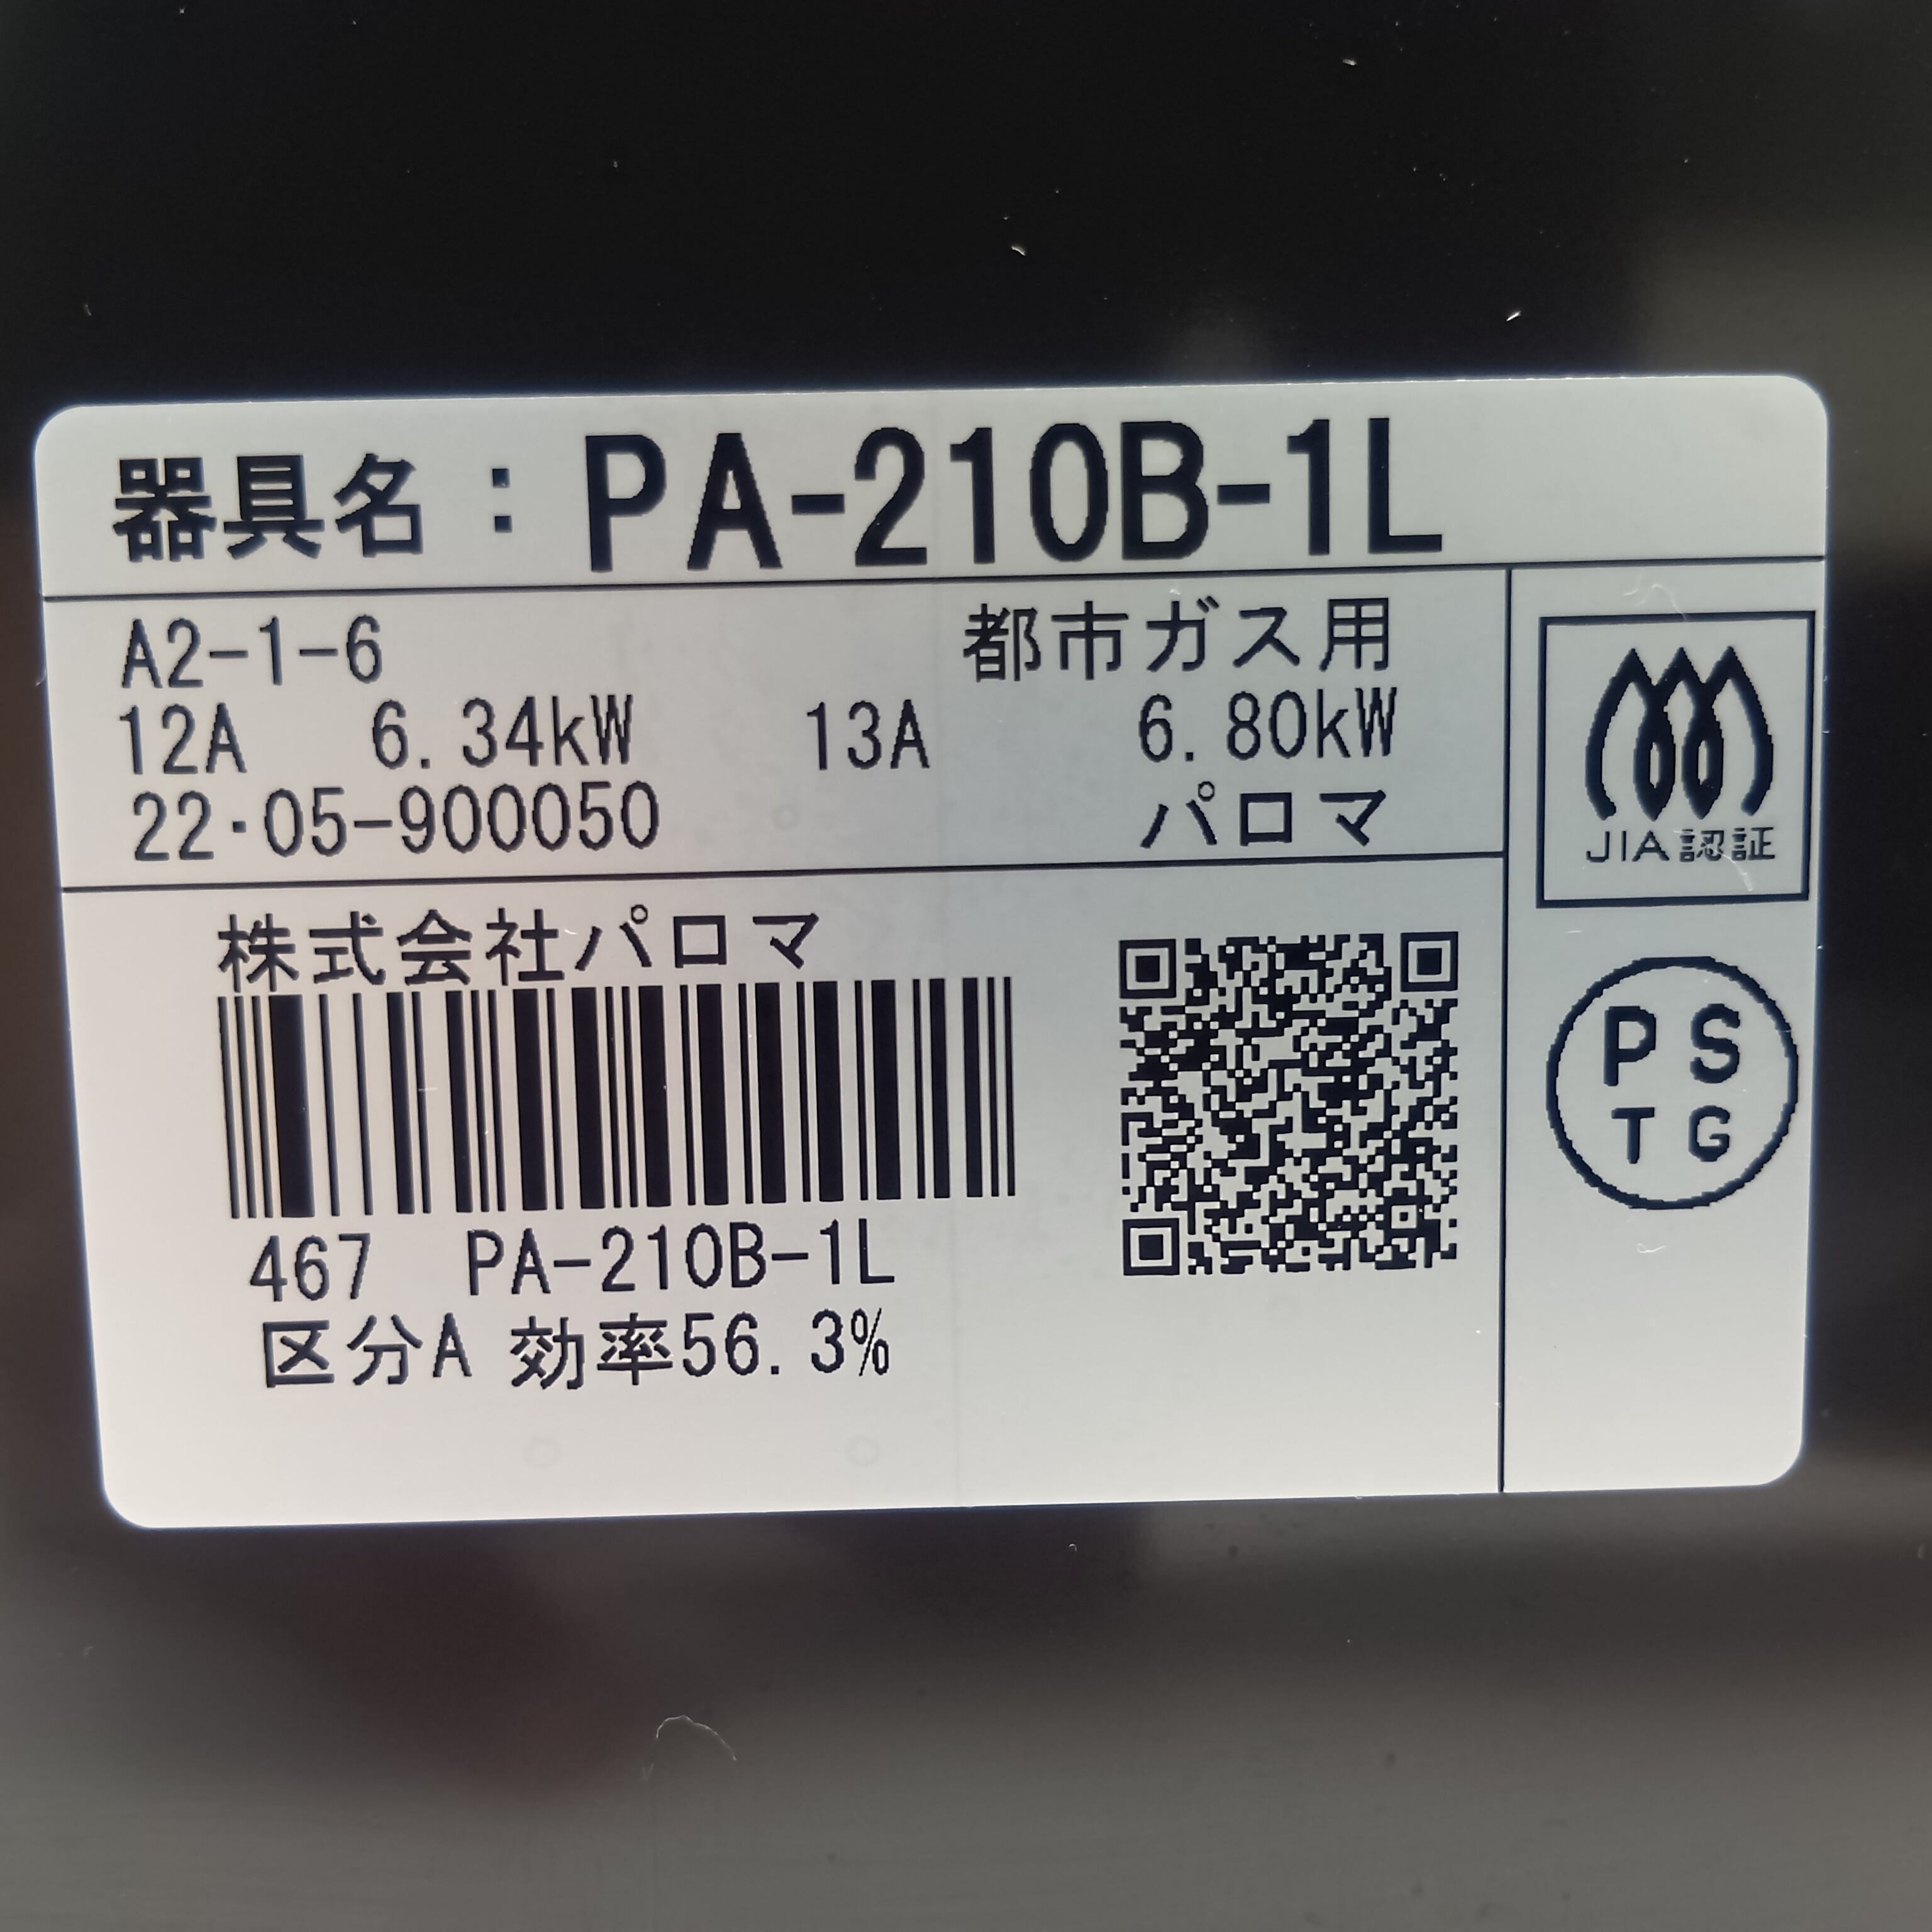 器具名：PA-210B-1L
A2-1-6 都市ガス用
12A 6.34kW 13A 6.80kW
22・05-900050 パロマ
JIA認証
株式会社パロマ
PS
TG
467 PA-210B-1L
区分A 効率56.3%